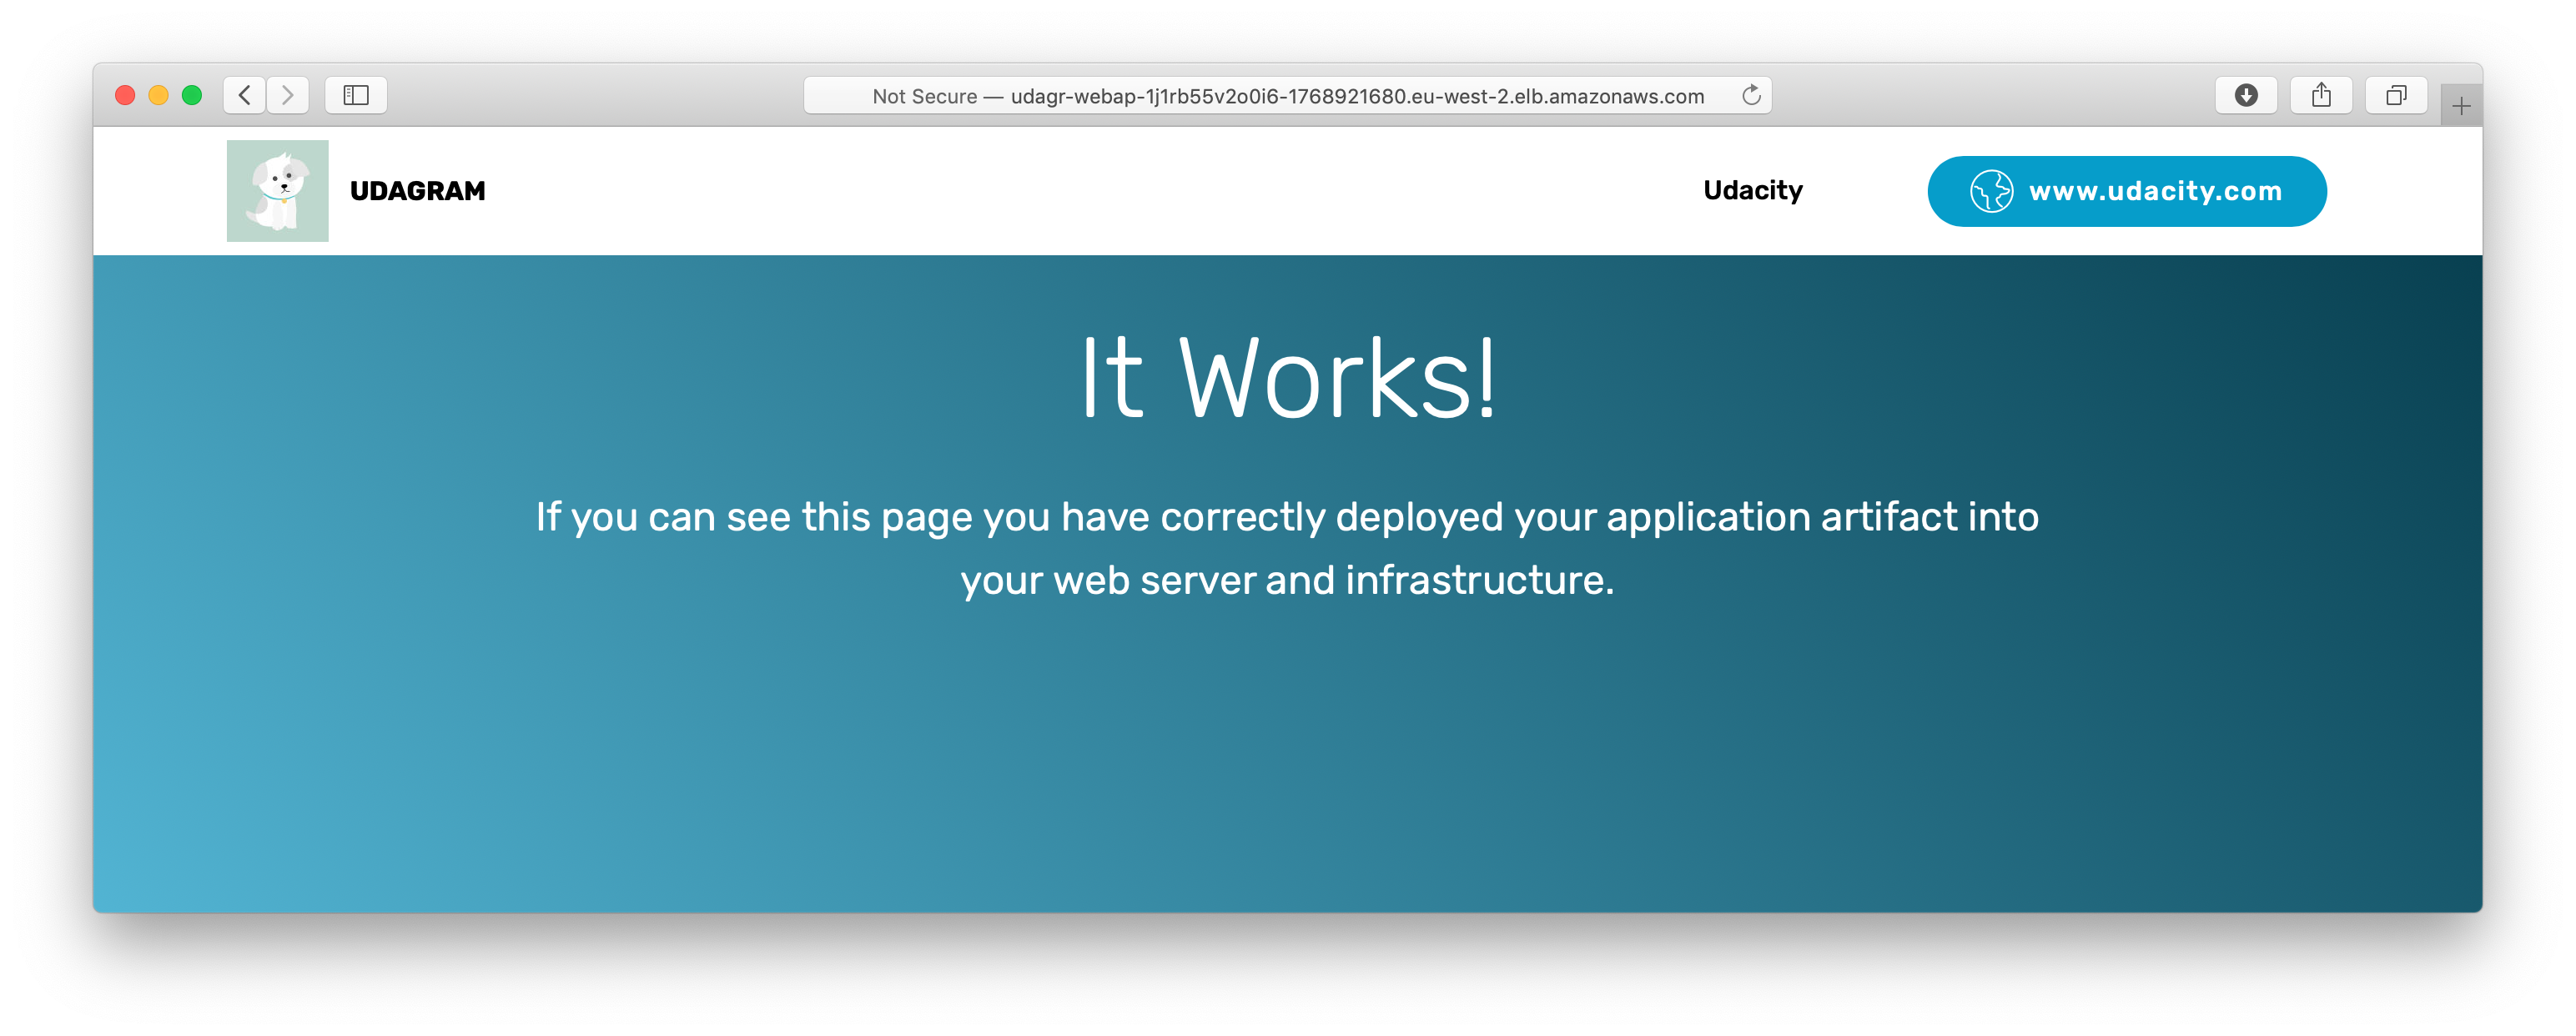 Not Secure — udagr-webap-1j1rb55v2o0i6-1768921680.eu-west-2.elb.amazonaws.com
UDAGRAM
Udacity
www.udacity.com
It Works!
If you can see this page you have correctly deployed your application artifact into
your web server and infrastructure.